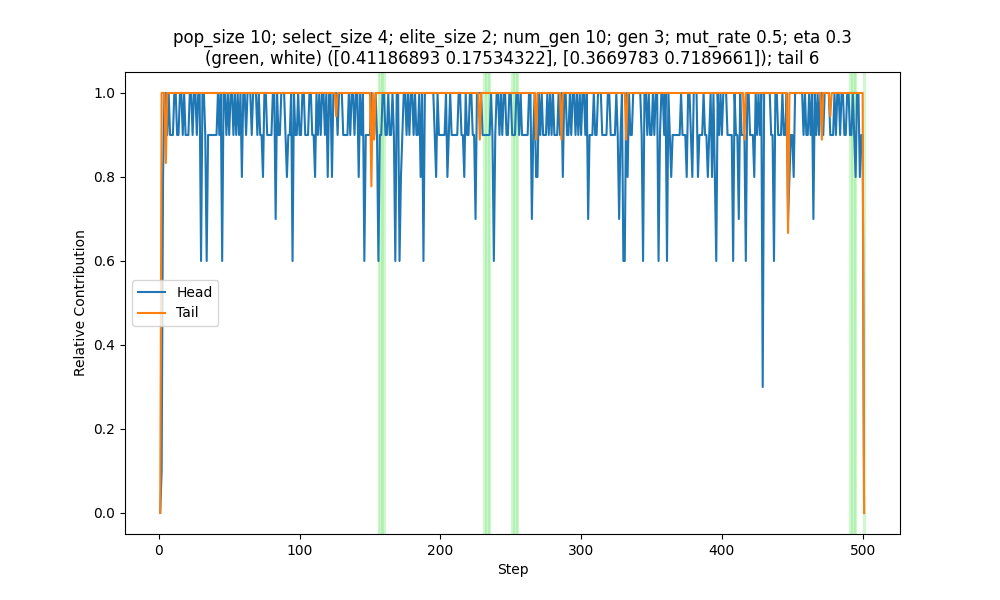 pop_size 10; select_size 4; elite_size 2; num_gen 10; gen 3; mut_rate 0.5; eta 0.3
(green, white) ([0.41186893 0.17534322], [0.3669783 0.7189661]); tail 6
1.0
0.8
0.6
0.4
0.2
0.0
Relative Contribution
Head
Tail
0
100
200
300
400
500
Step